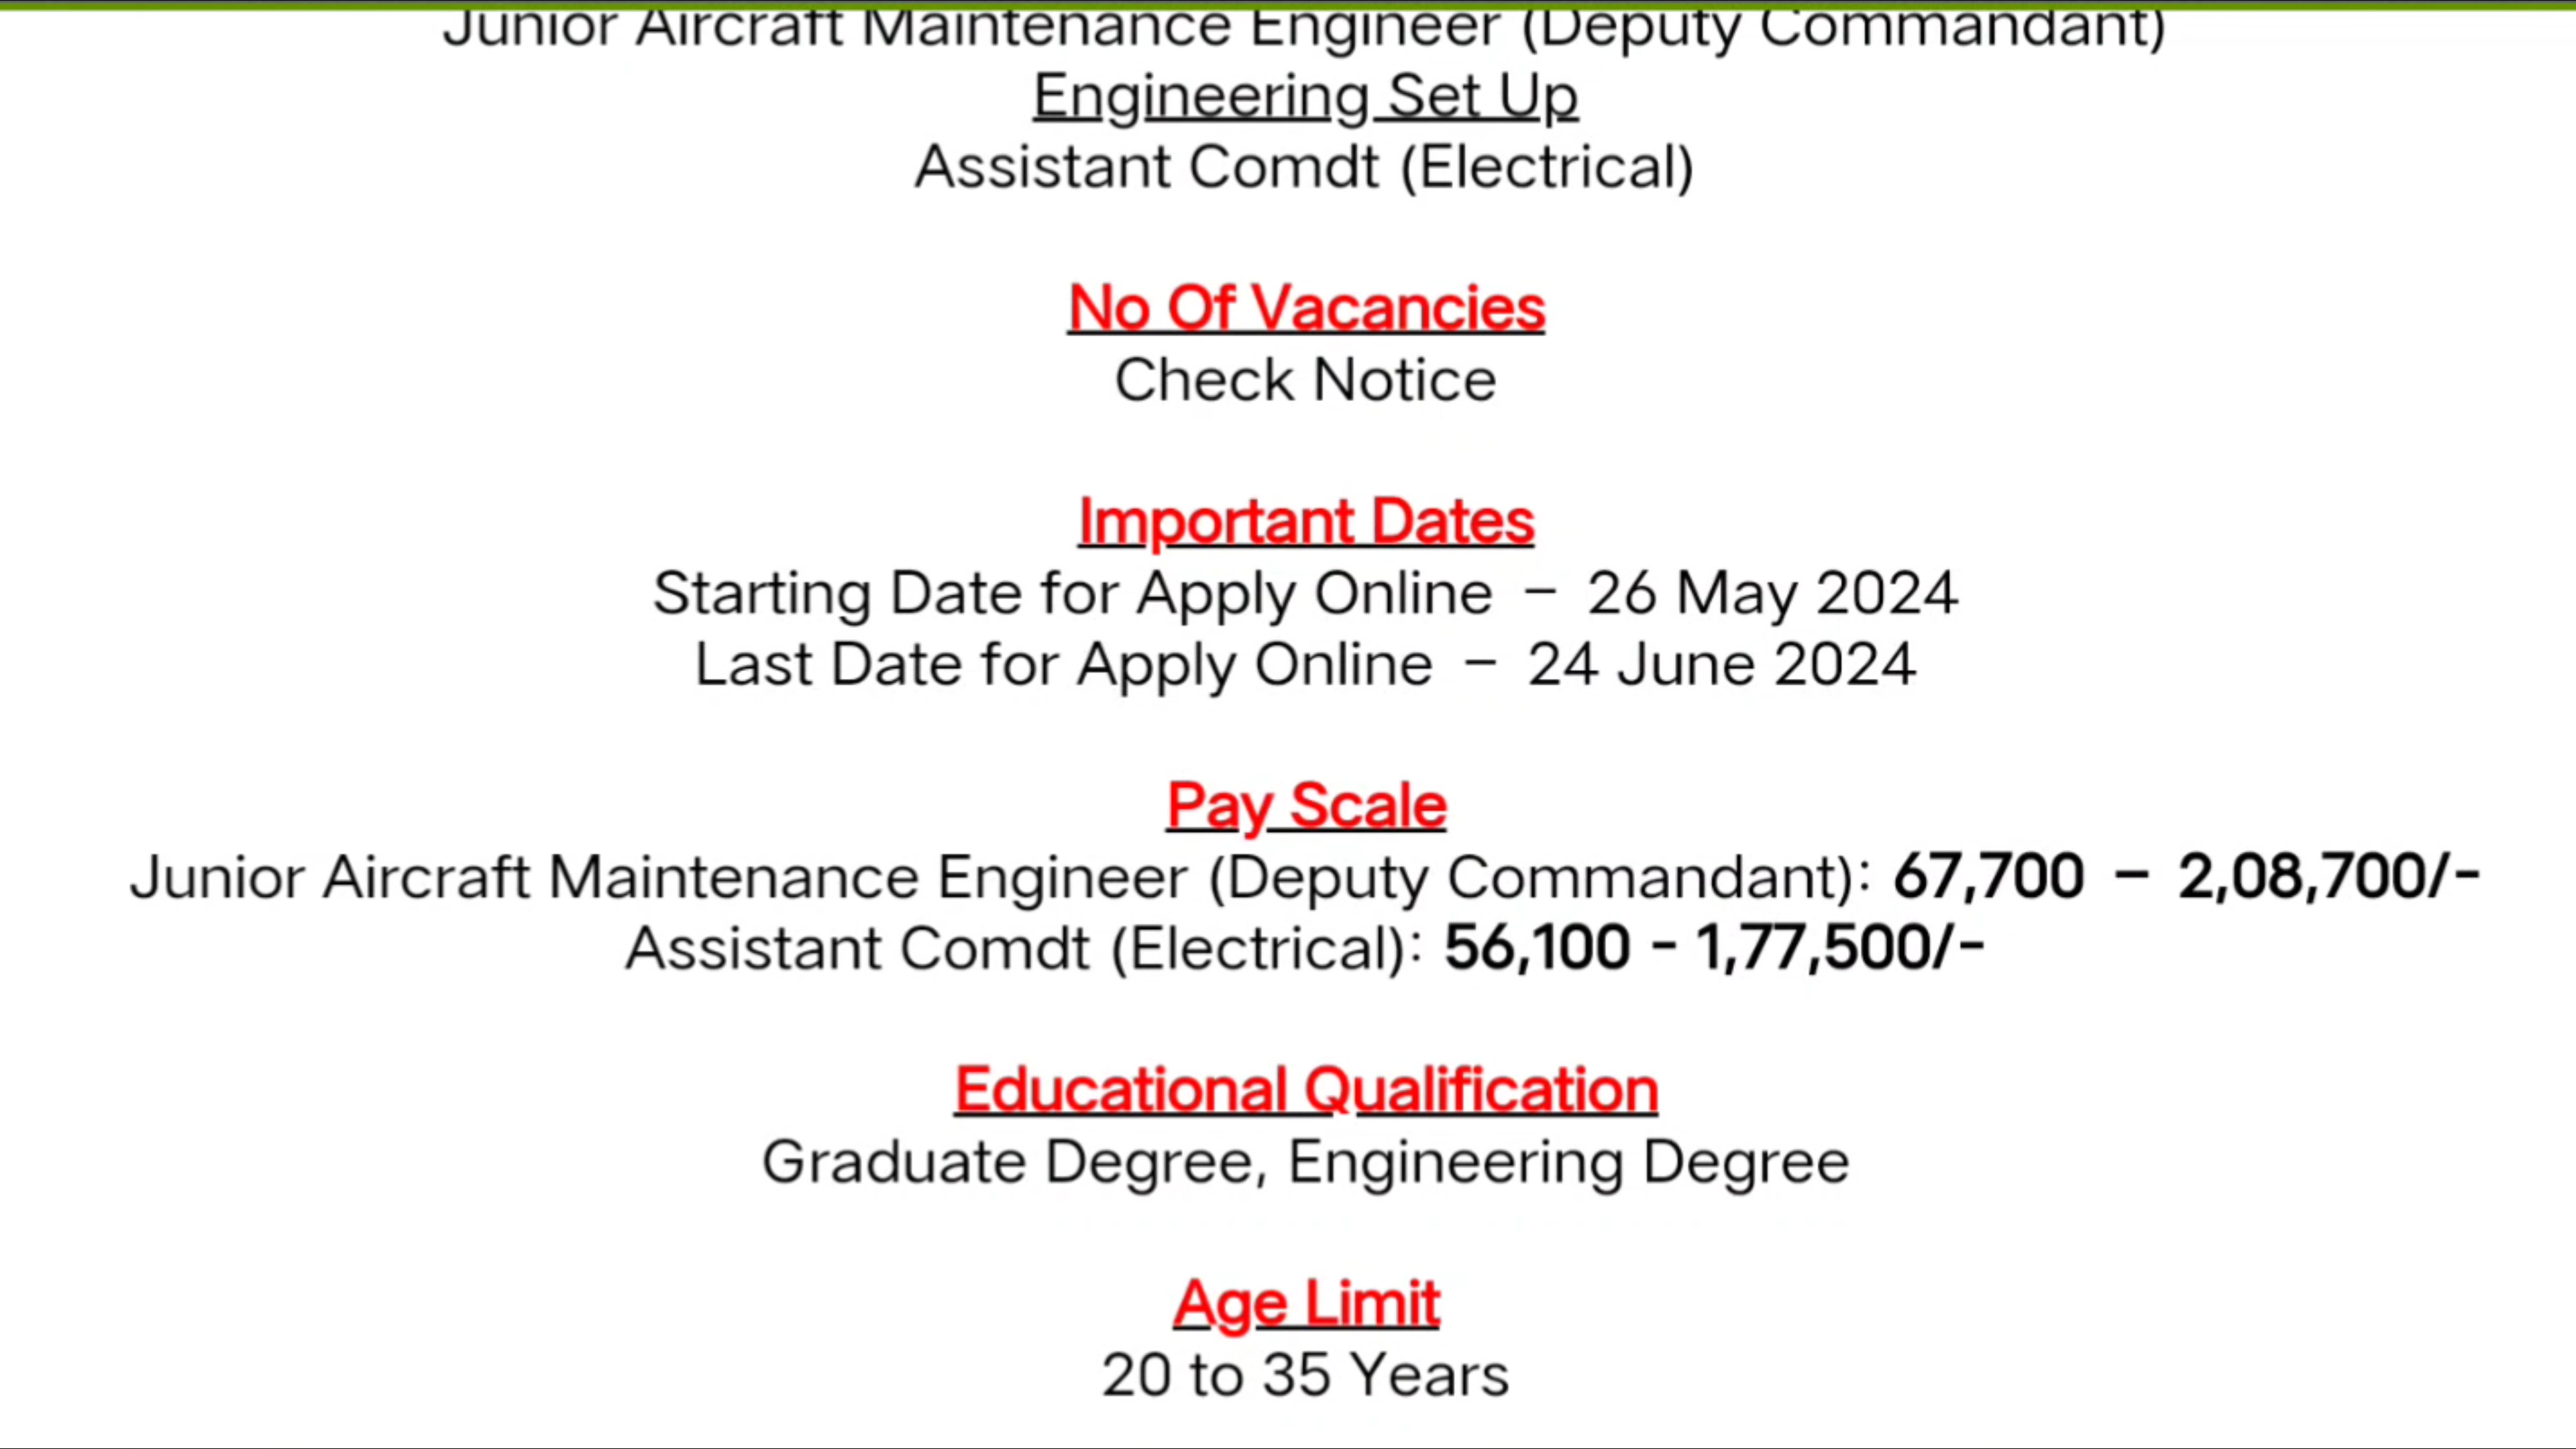 Junior Aircraft Maintenance Engineer (Deputy Commandant)
Engineering Set Up
Assistant Comdt (Electrical)
No Of Vacancies
Check Notice
Important Dates
Starting Date for Apply Online – 26 May 2024
Last Date for Apply Online – 24 June 2024
Pay Scale
Junior Aircraft Maintenance Engineer (Deputy Commandant): 67,700 – 2,08,700/-
Assistant Comdt (Electrical): 56,100 - 1,77,500/-
Educational Qualification
Graduate Degree, Engineering Degree
Age Limit
20 to 35 Years